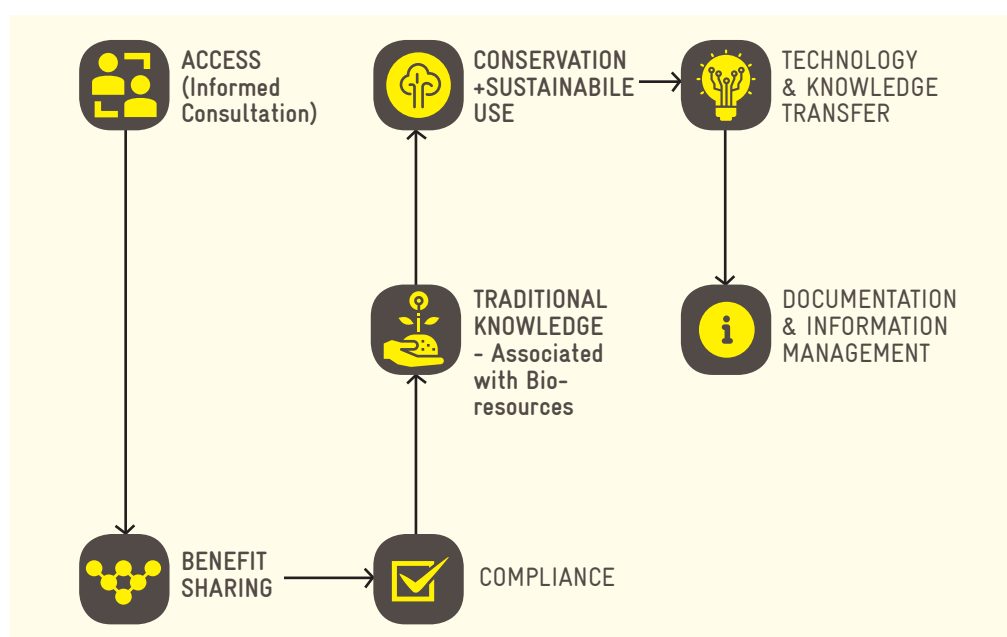 ACCESS
(Informed
Consultation)
BENEFIT
SHARING
COMPLIANCE
TRADITIONAL
KNOWLEDGE
- Associated
with Bio-
resources
CONSERVATION
+SUSTAINABILE
USE
TECHNOLOGY
& KNOWLEDGE
TRANSFER
DOCUMENTATION
& INFORMATION
MANAGEMENT